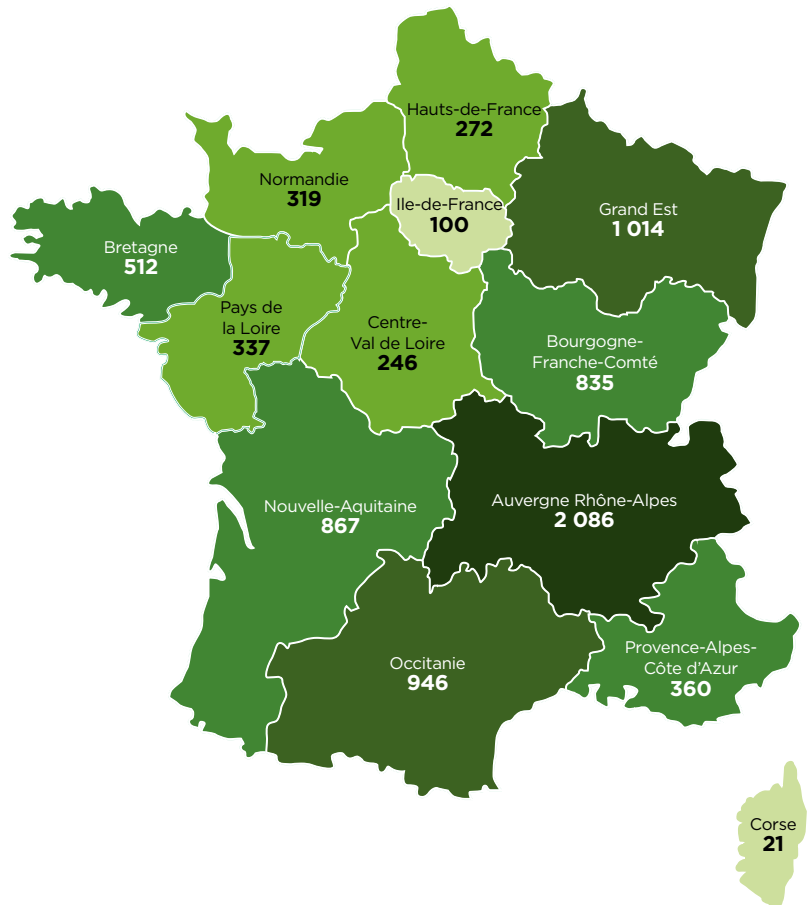 Hauts-de-France
272
Normandie
319
Ile-de-France
100
Grand Est
1 014
Bretagne
512
Pays de
la Loire
337
Centre-
Val de Loire
246
Bourgogne-
Franche-Comté
835
Nouvelle-Aquitaine
867
Auvergne Rhône-Alpes
2 086
Occitanie
946
Provence-Alpes-
Côte d'Azur
360
Corse
21